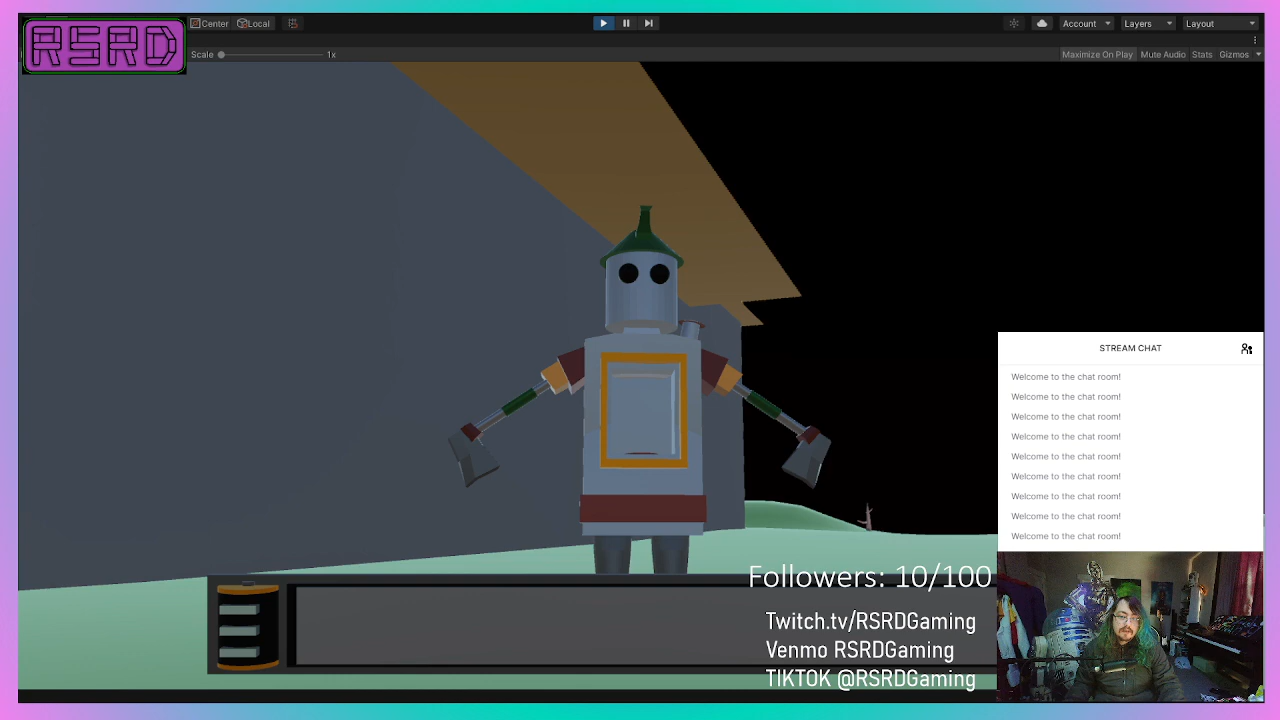 RSRD
Center
Local
Account
Layers
Layout
Scale
1x
Maximize On Play
Mute Audio
Stats
Gizmos
STREAM CHAT
Welcome to the chat room!
Welcome to the chat room!
Welcome to the chat room!
Welcome to the chat room!
Welcome to the chat room!
Welcome to the chat room!
Welcome to the chat room!
Welcome to the chat room!
Welcome to the chat room!
Followers: 10/100
Twitch.tv/RSRDGaming
Venmo RSRDGaming
TIKTOK @RSRDGaming